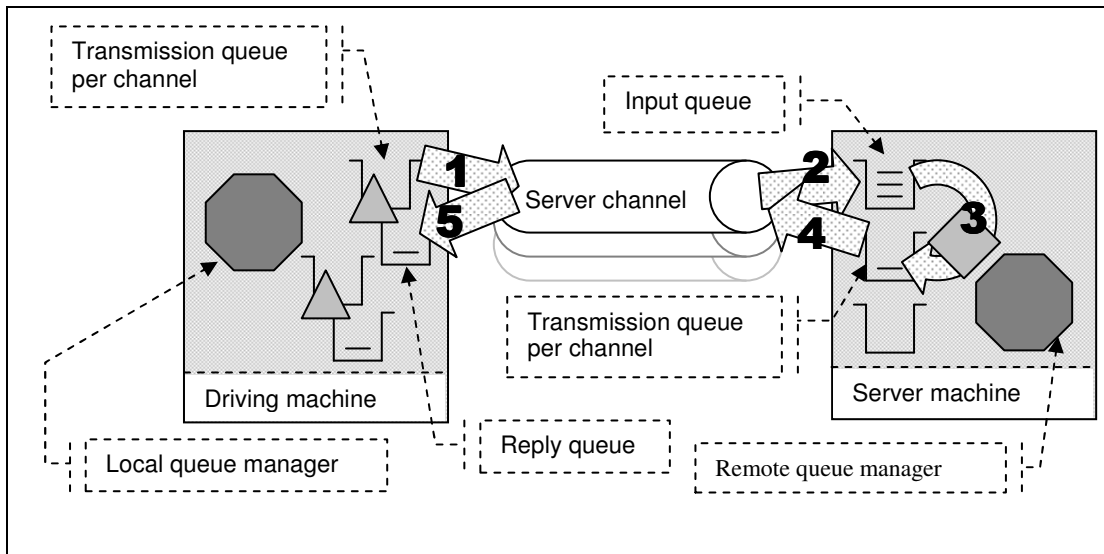 Transmission queue
per channel
Input queue
1
2
Server channel
3
5
4
Transmission queue
per channel
Driving machine
Server machine
Reply queue
Local queue manager
Remote queue manager